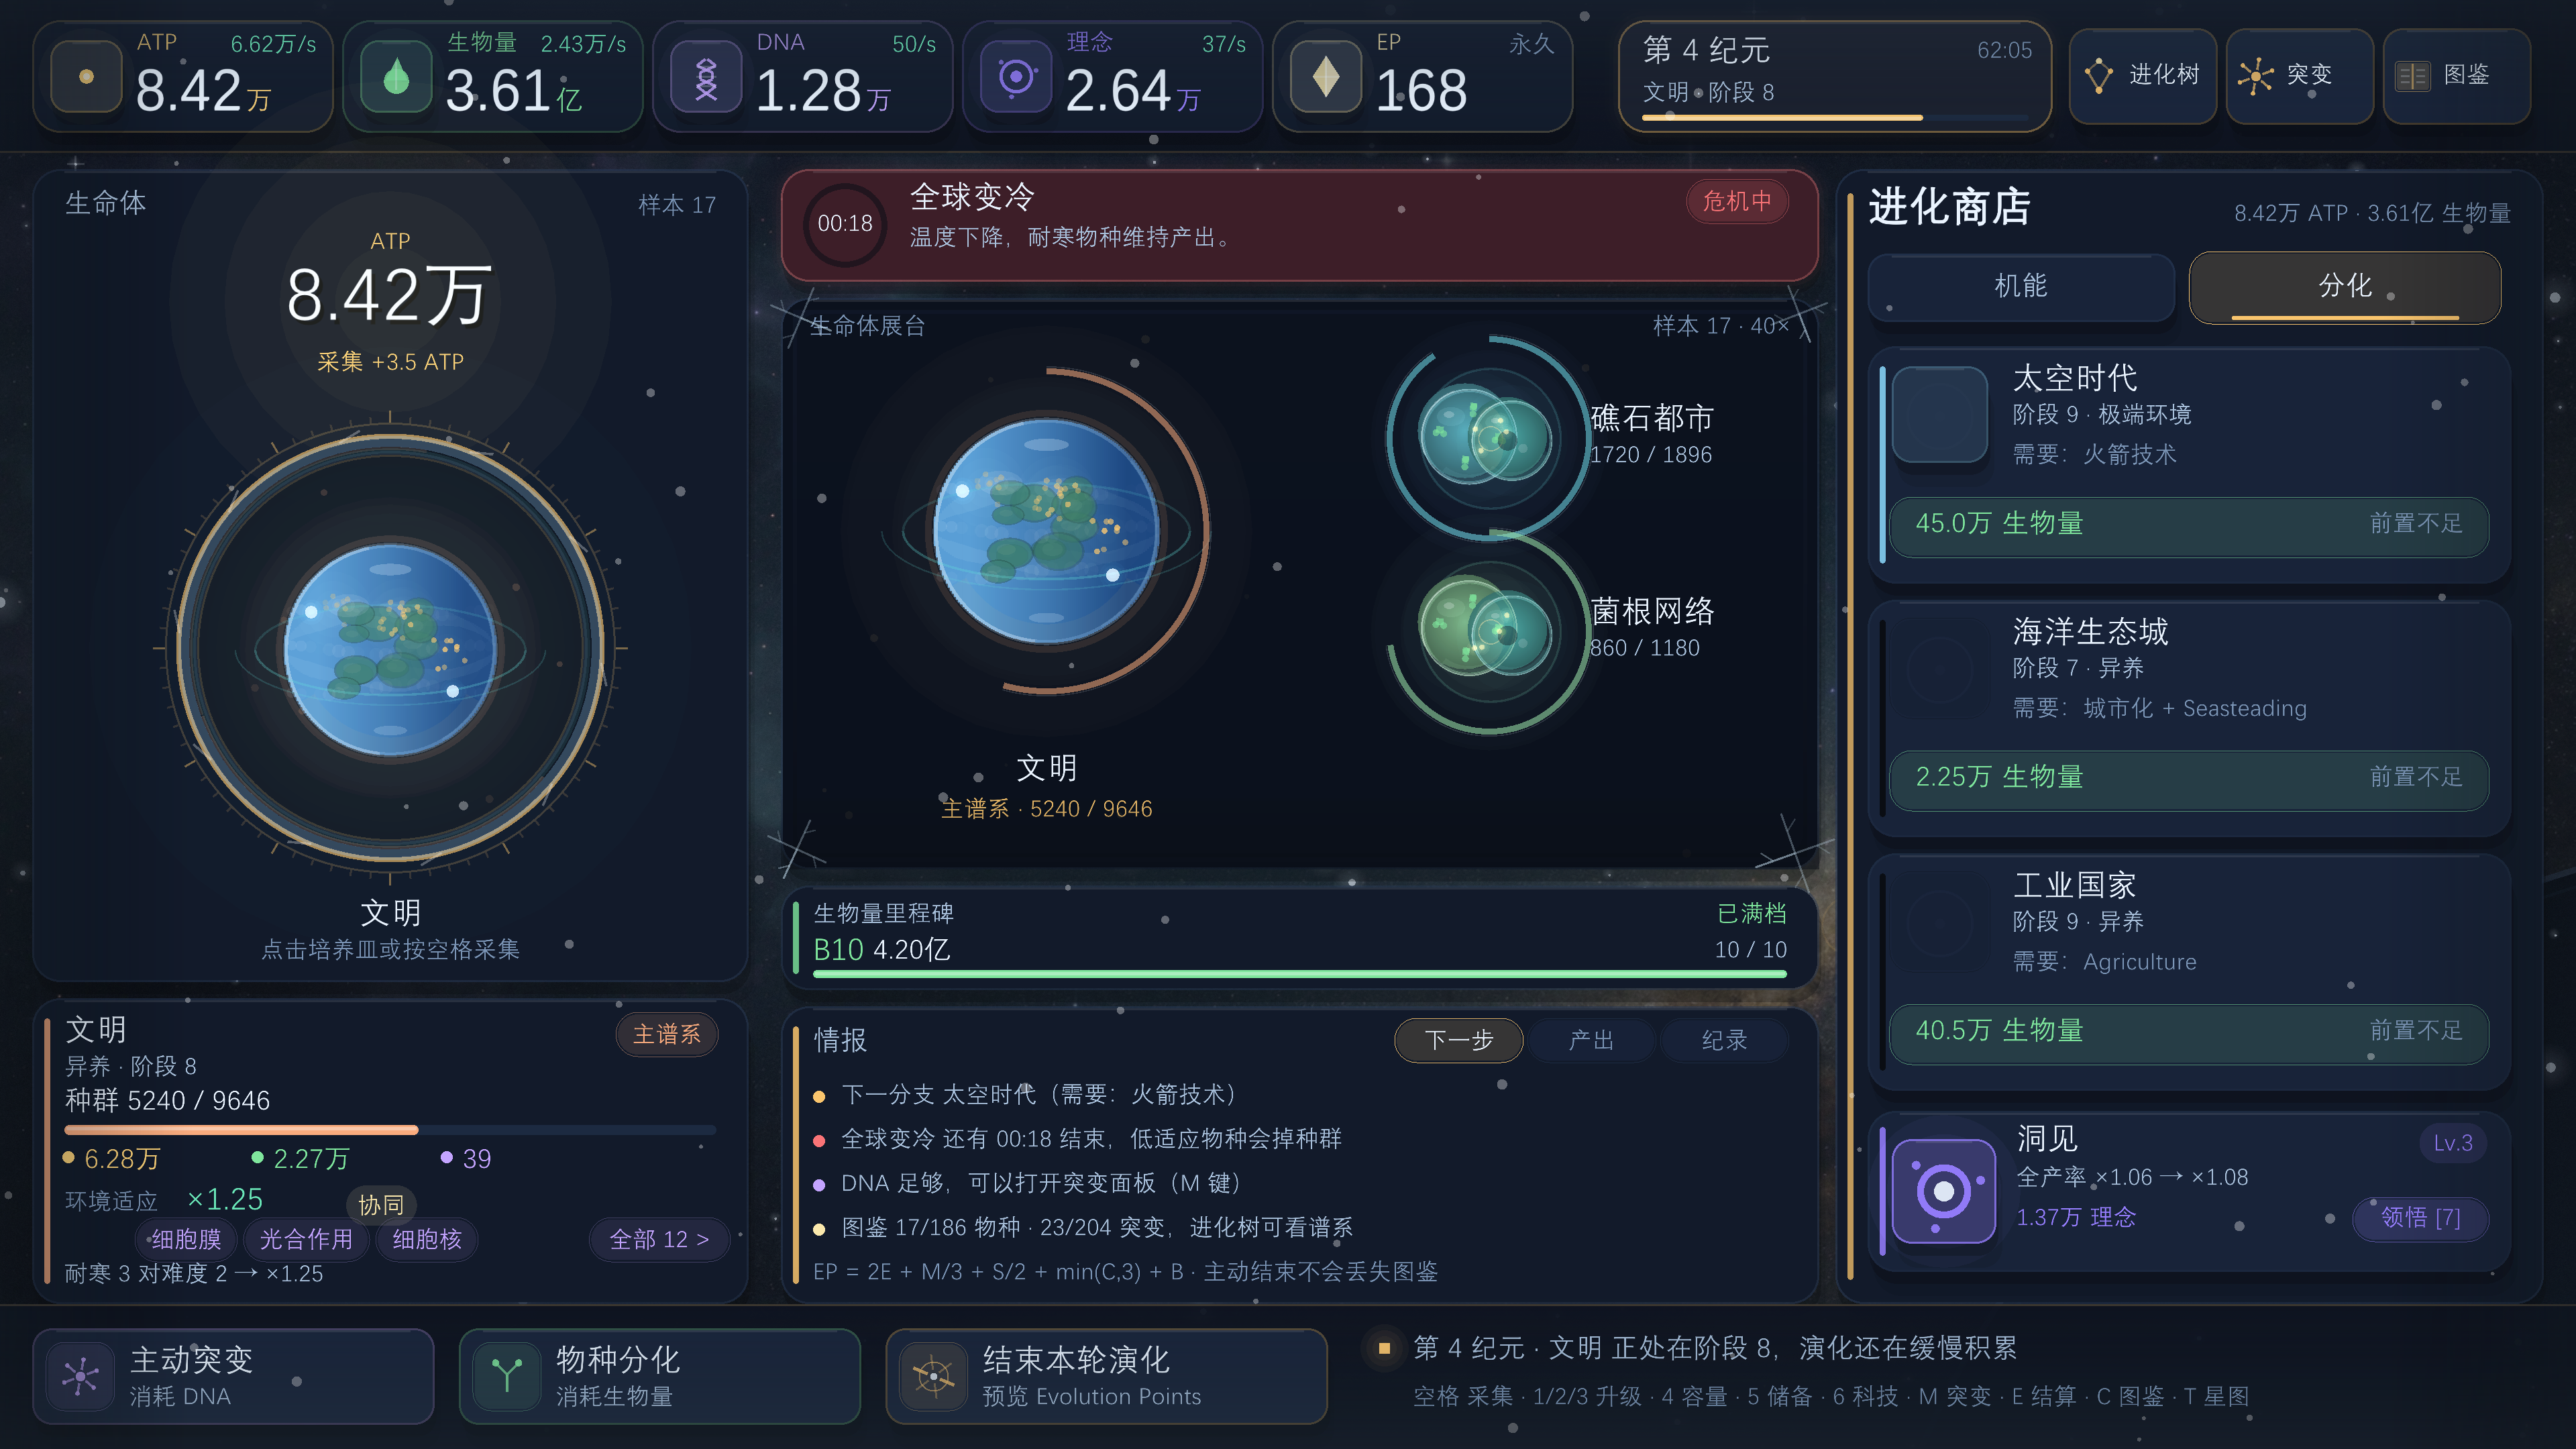 ATP 6.62万/s
8.42万
生物量 2.43万/s
3.61亿
DNA 50/s
1.28万
理念 37/s
2.64万
EP 永久
168
第 4 纪元 62:05
文明 · 阶段 8
进化树
突变
图鉴
生命体 样本 17
ATP
8.42万
采集 +3.5 ATP
文明
点击培养皿或按空格采集
文明 主谱系
异养 · 阶段 8
种群 5240 / 9646
6.28万 2.27万 39
环境适应 ×1.25 协同
细胞膜 光合作用 细胞核 全部 12 >
耐寒 3 对难度 2 → ×1.25
00:18
全球变冷 危机中
温度下降，耐寒物种维持产出。
生命体展台 样本 17 · 40×
礁石都市
1720 / 1896
菌根网络
860 / 1180
文明
主谱系 · 5240 / 9646
生物量里程碑 已满档
B10 4.20亿 10 / 10
情报 下一步 产出 纪录
下一分支 太空时代（需要：火箭技术）
全球变冷 还有 00:18 结束，低适应物种会掉种群
DNA 足够，可以打开突变面板（M 键）
图鉴 17/186 物种 · 23/204 突变，进化树可看谱系
EP = 2E + M/3 + S/2 + min(C,3) + B · 主动结束不会丢失图鉴
进化商店 8.42万 ATP · 3.61亿 生物量
机能 分化
太空时代
阶段 9 · 极端环境
需要：火箭技术
45.0万 生物量 前置不足
海洋生态城
阶段 7 · 异养
需要：城市化 + Seasteading
2.25万 生物量 前置不足
工业国家
阶段 9 · 异养
需要：Agriculture
40.5万 生物量 前置不足
洞见 Lv.3
全产率 ×1.06 → ×1.08
1.37万 理念 领悟 [7]
主动突变
消耗 DNA
物种分化
消耗生物量
结束本轮演化
预览 Evolution Points
第 4 纪元 · 文明 正处在阶段 8，演化还在缓慢积累
空格 采集 · 1/2/3 升级 · 4 容量 · 5 储备 · 6 科技 · M 突变 · E 结算 · C 图鉴 · T 星图